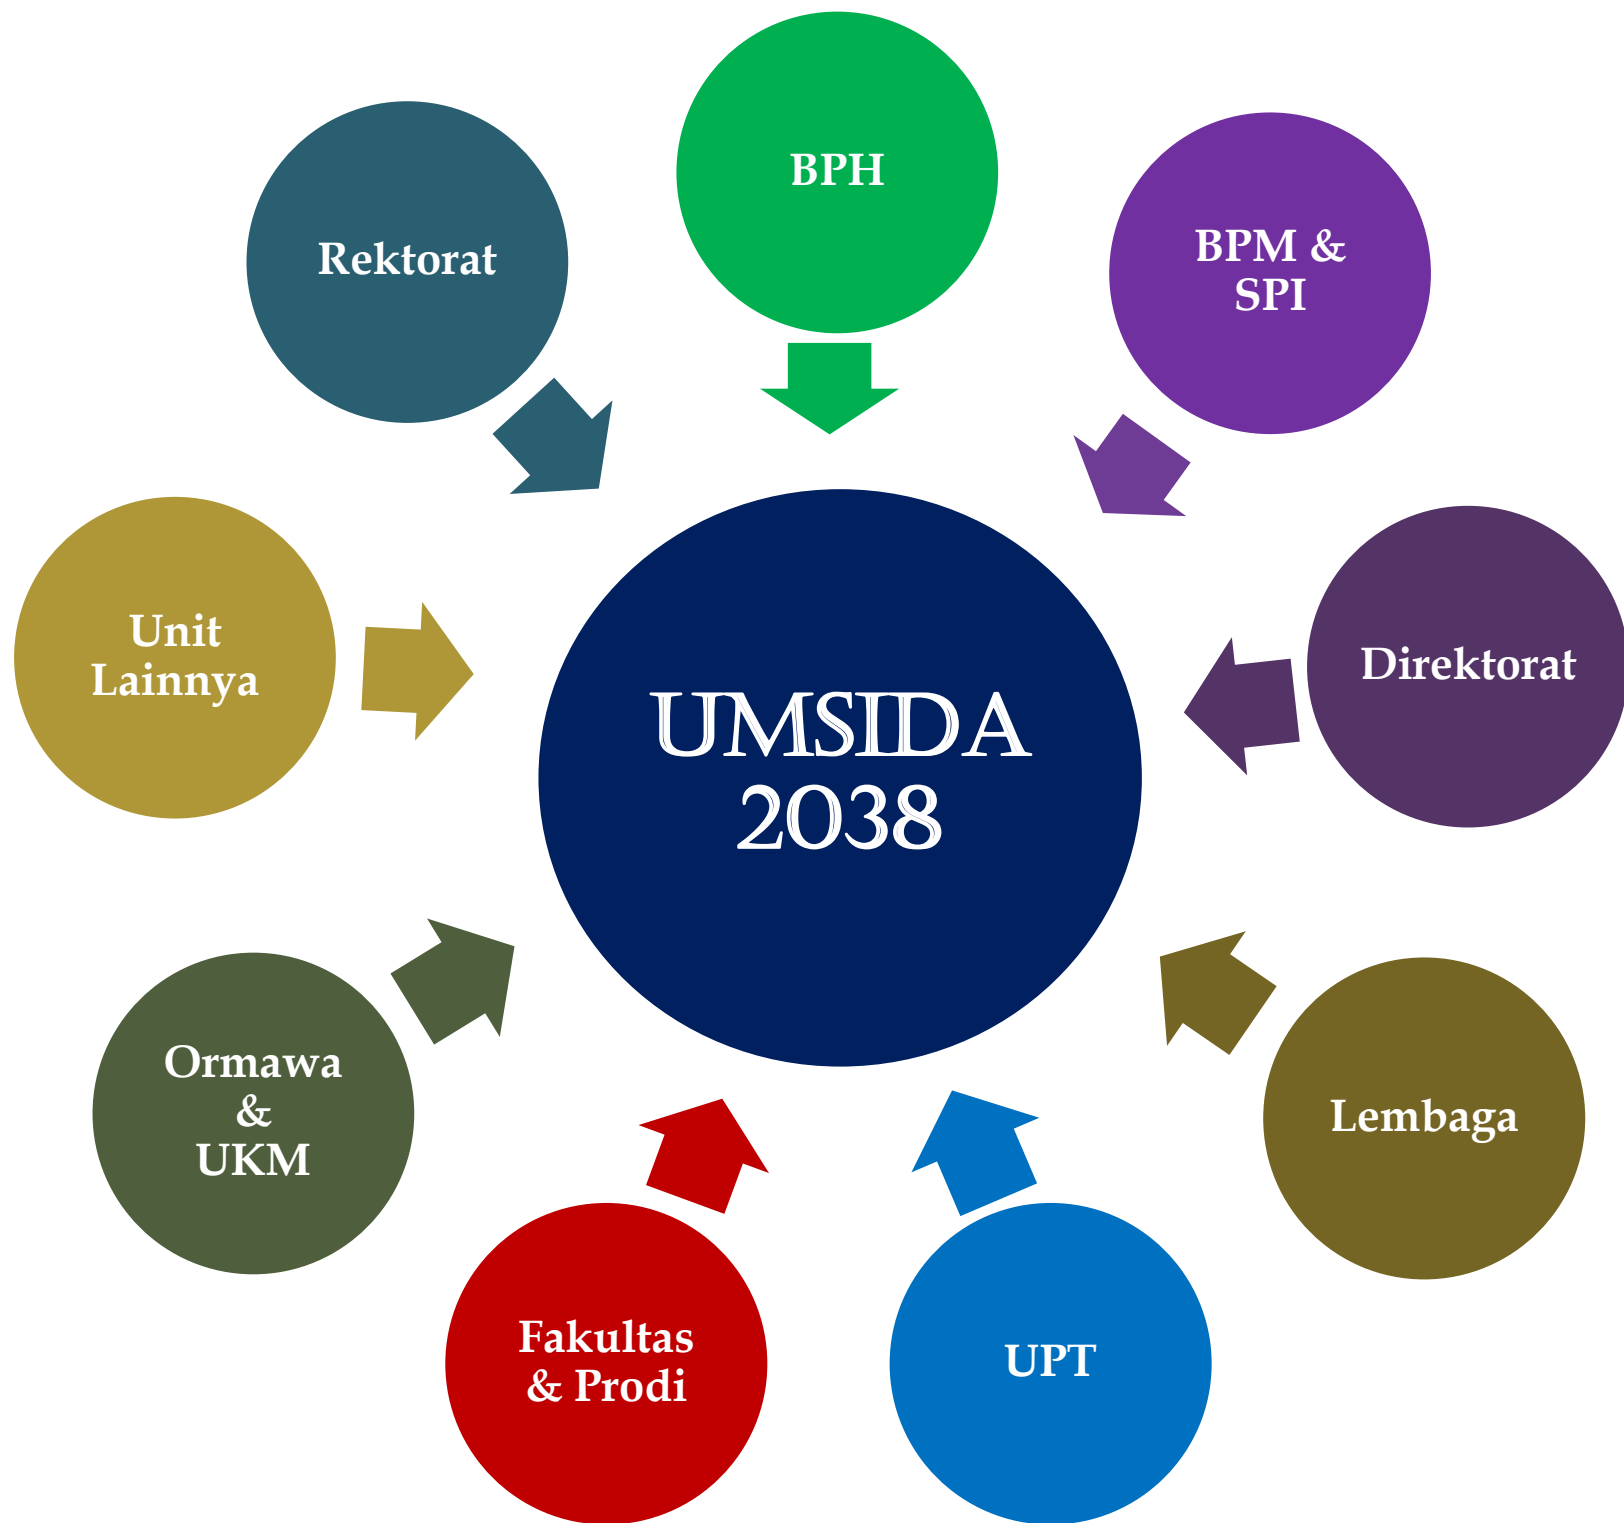 BPH
BPM &
SPI
Rektorat
Direktorat
Unit
Lainnya
UMSIDA
2038
Ormawa
&
UKM
Lembaga
Fakultas
& Prodi
UPT